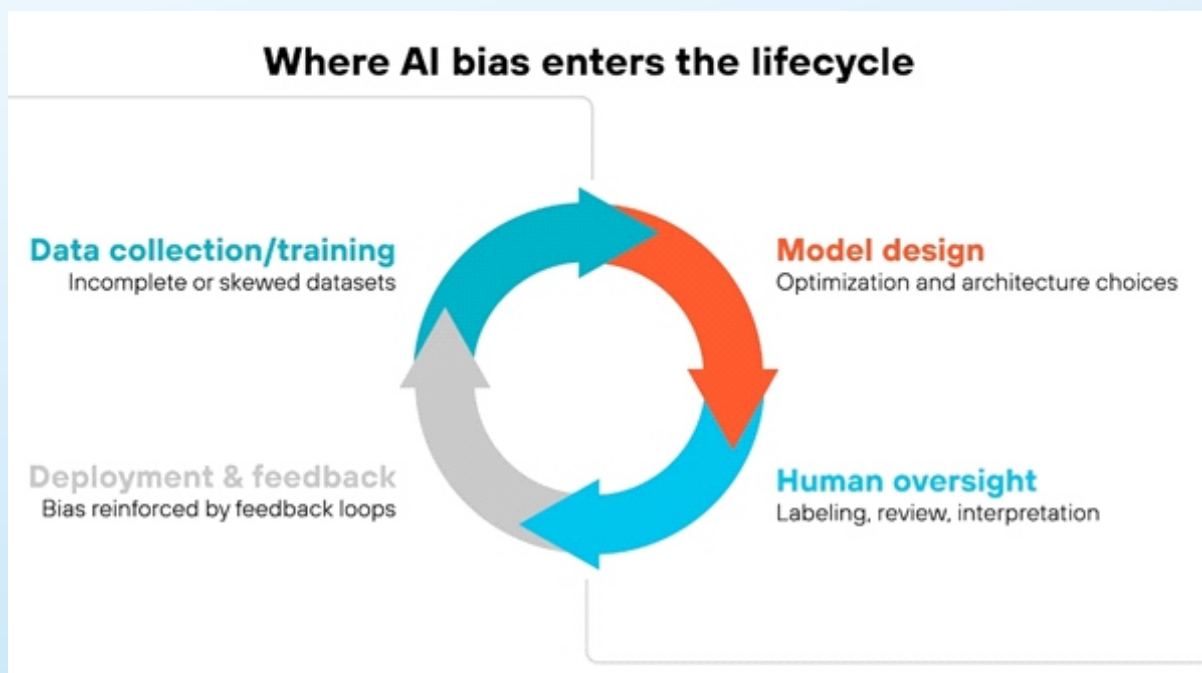 Where AI bias enters the lifecycle
Data collection/training
Incomplete or skewed datasets
Model design
Optimization and architecture choices
Deployment & feedback
Bias reinforced by feedback loops
Human oversight
Labeling, review, interpretation